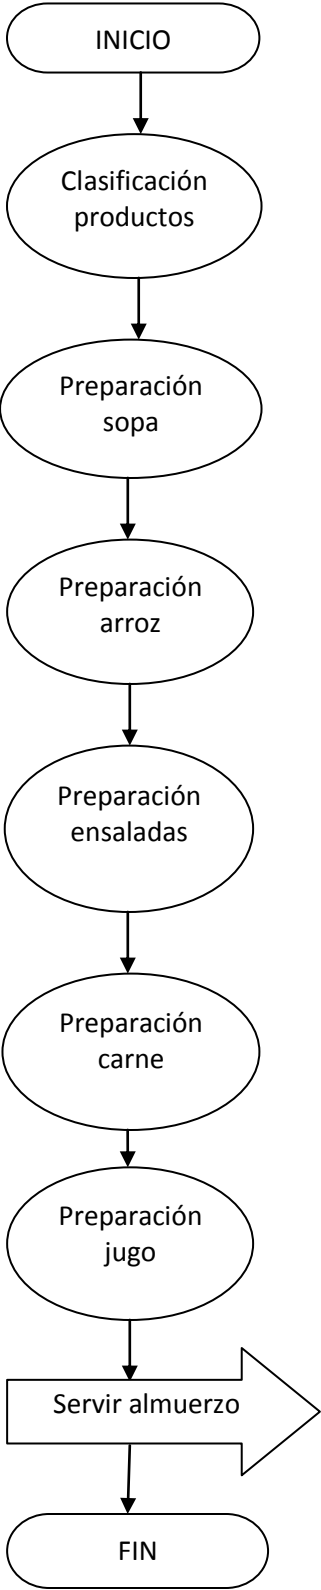 INICIO
Clasificación
productos
Preparación
sopa
Preparación
arroz
Preparación
ensaladas
Preparación
carne
Preparación
jugo
Servir almuerzo
FIN